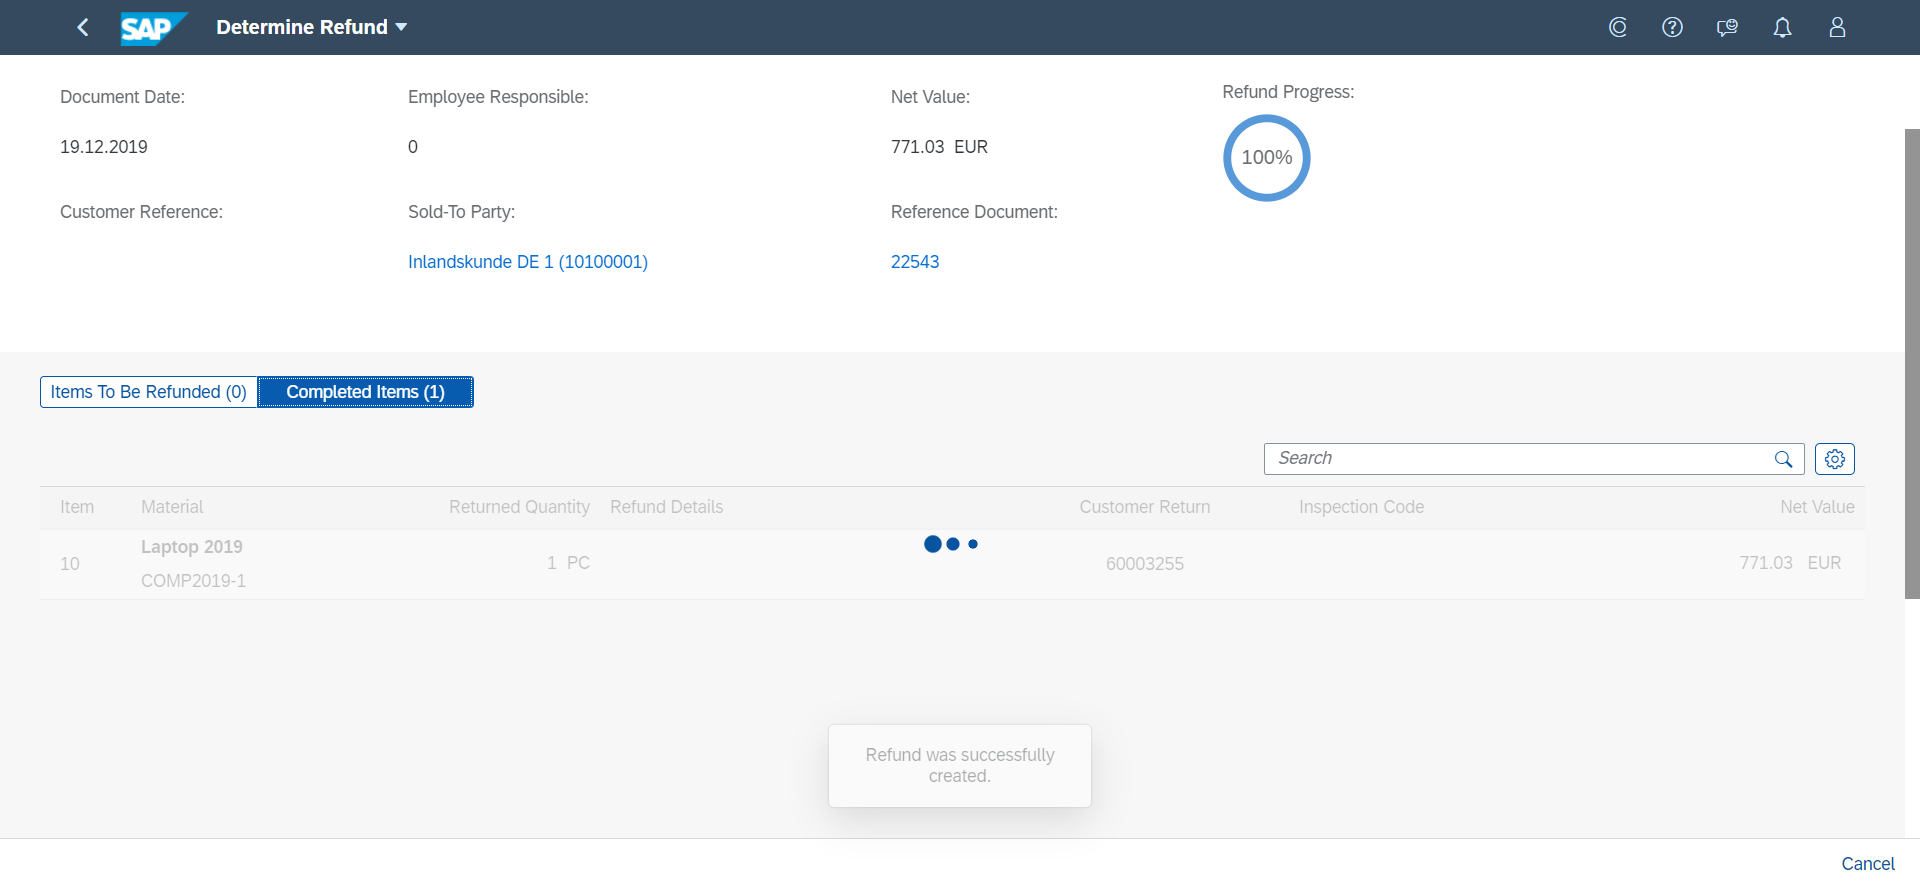 SAP Determine Refund
Document Date:
Employee Responsible:
Net Value:
Refund Progress:
19.12.2019
0
771.03 EUR
100%
Customer Reference:
Sold-To Party:
Reference Document:
Inlandskunde DE 1 (10100001)
22543
Items To Be Refunded (0)
Completed Items (1)
Search
Item Material Returned Quantity Refund Details Customer Return Inspection Code Net Value
10 Laptop 2019 1 PC 60003255 771.03 EUR
COMP2019-1
Refund was successfully
created.
Cancel